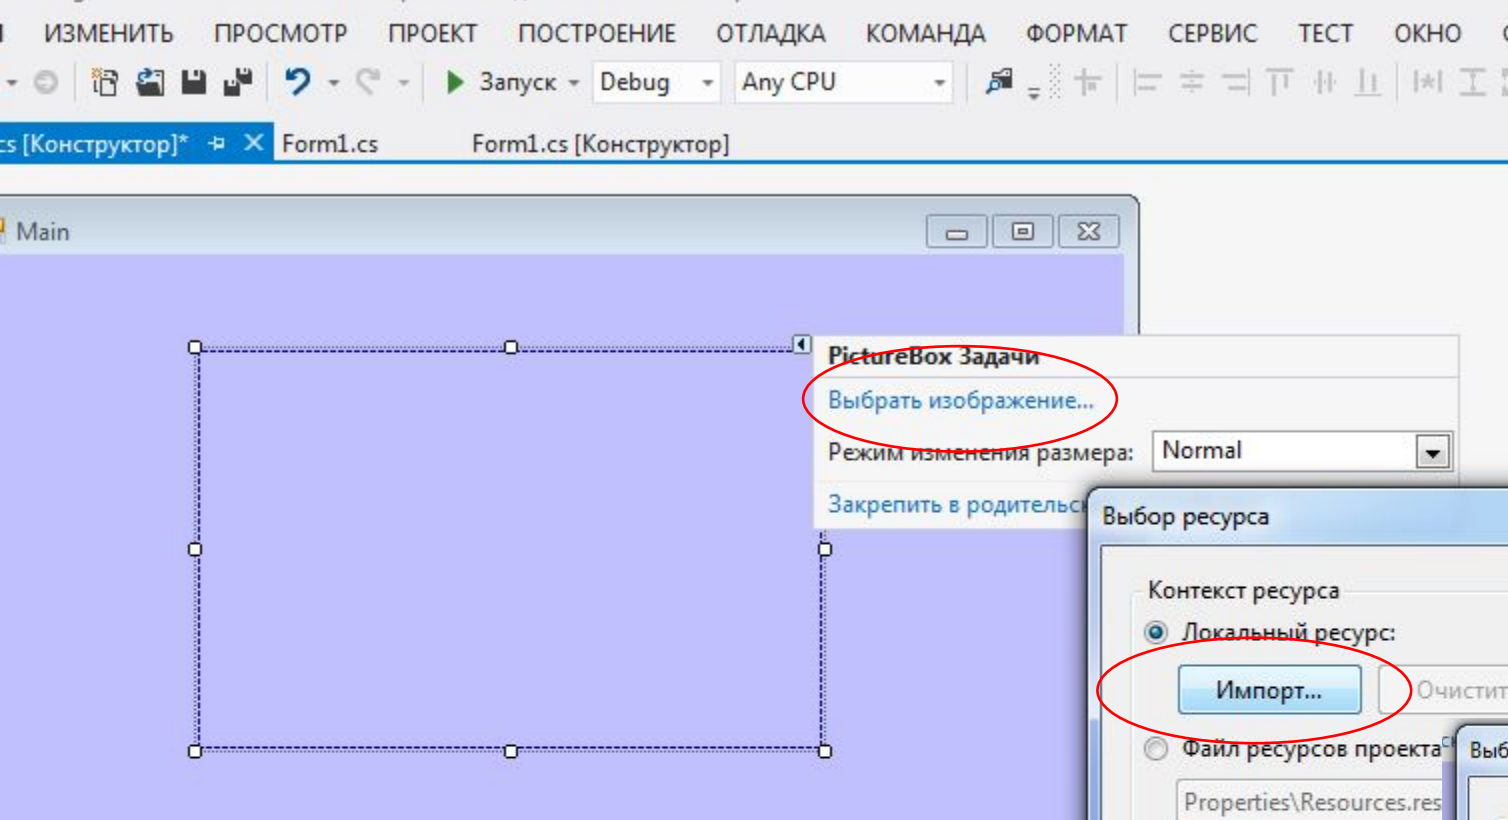 ИЗМЕНИТЬ ПРОСМОТР ПРОЕКТ ПОСТРОЕНИЕ ОТЛАДКА КОМАНДА ФОРМАТ СЕРВИС ТЕСТ ОКНО
Запуск Debug Any CPU
cs [Конструктор]* Form1.cs Form1.cs [Конструктор]
Main
PictureBox Задачи
Выбрать изображение...
Режим изменения размера: Normal
Закрепить в родительск
Выбор ресурса
Контекст ресурса
Локальный ресурс:
Импорт... Очистит
Файл ресурсов проекта
Выб
Properties\Resources.res